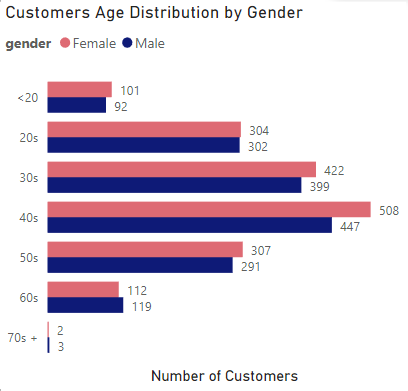 Customers Age Distribution by Gender
gender Female Male
<20 101
92
20s 304
302
30s 422
399
40s 508
447
50s 307
291
60s 112
119
70s + 2
3
Number of Customers